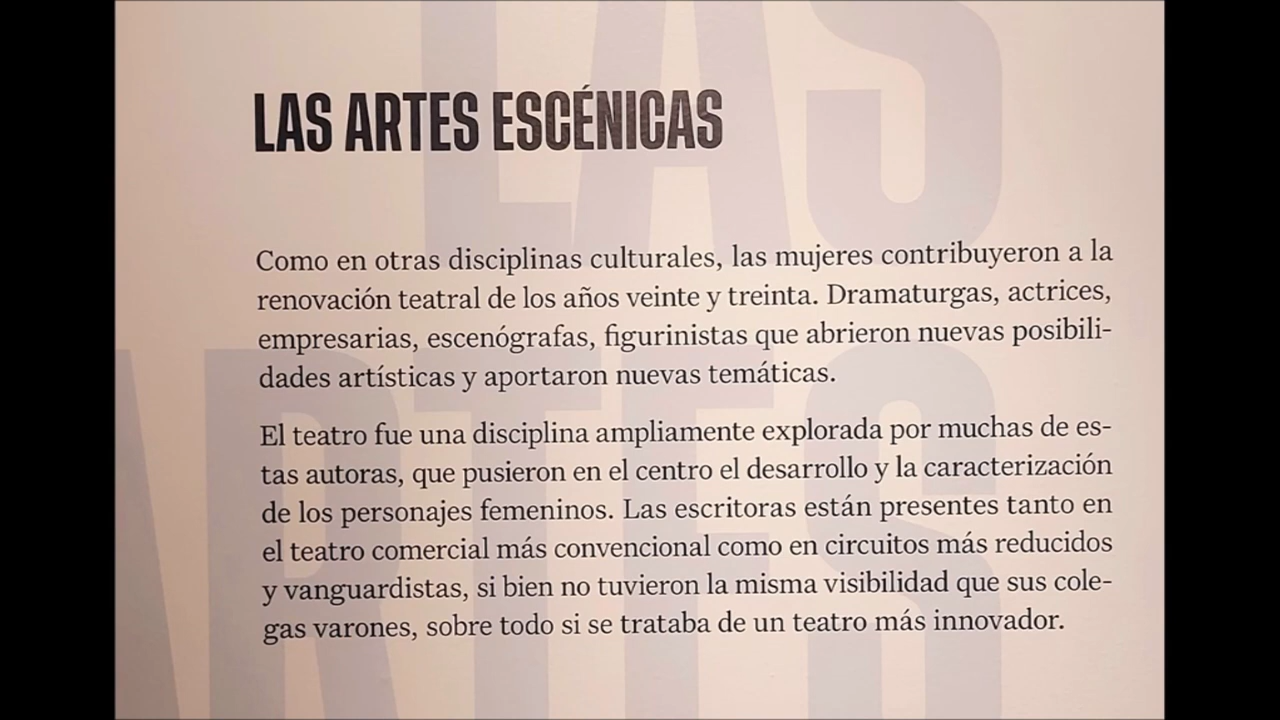 LAS ARTES ESCÉNICAS
Como en otras disciplinas culturales, las mujeres contribuyeron a la
renovación teatral de los años veinte y treinta. Dramaturgas, actrices,
empresarias, escenógrafas, figurinistas que abrieron nuevas posibili-
dades artísticas y aportaron nuevas temáticas.
El teatro fue una disciplina ampliamente explorada por muchas de es-
tas autoras, que pusieron en el centro el desarrollo y la caracterización
de los personajes femeninos. Las escritoras están presentes tanto en
el teatro comercial más convencional como en circuitos más reducidos
y vanguardistas, si bien no tuvieron la misma visibilidad que sus cole-
gas varones, sobre todo si se trataba de un teatro más innovador.
LAS
ARTES